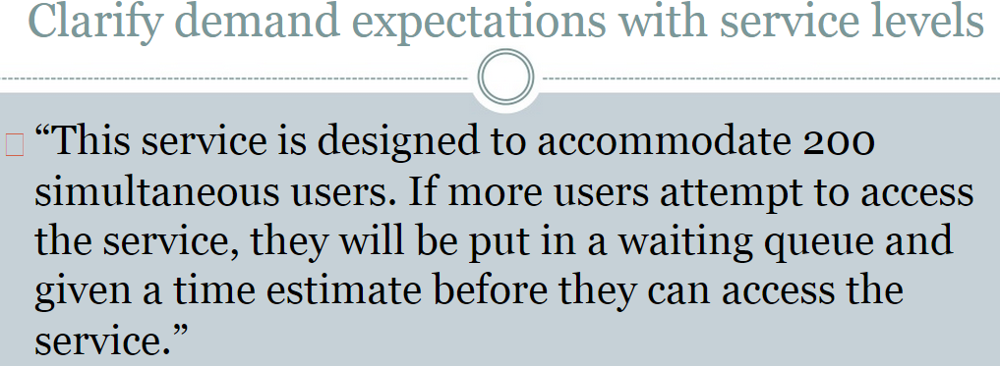 Clarify demand expectations with service levels
“This service is designed to accommodate 200
simultaneous users. If more users attempt to access
the service, they will be put in a waiting queue and
given a time estimate before they can access the
service.”